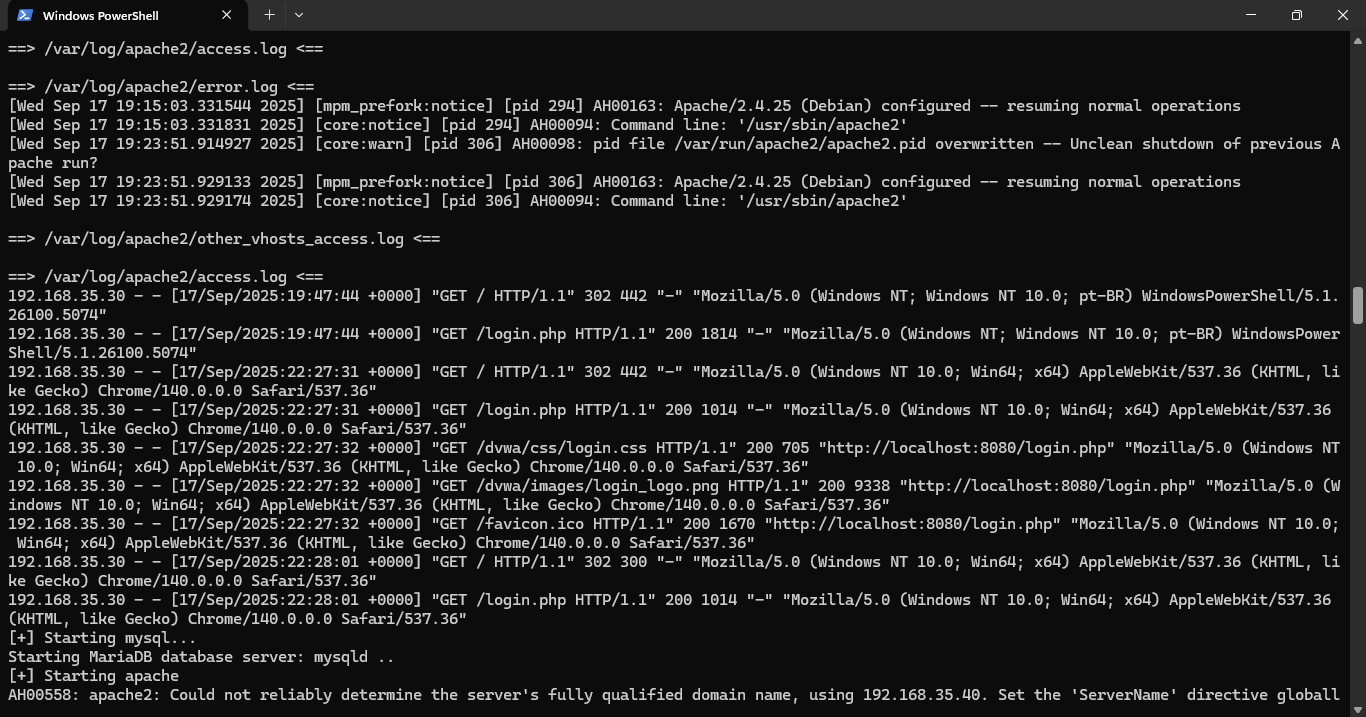 Windows PowerShell
==> /var/log/apache2/access.log <==
==> /var/log/apache2/error.log <==
[Wed Sep 17 19:15:03.331544 2025] [mpm_prefork:notice] [pid 294] AH00163: Apache/2.4.25 (Debian) configured -- resuming normal operations
[Wed Sep 17 19:15:03.331831 2025] [core:notice] [pid 294] AH00094: Command line: '/usr/sbin/apache2'
[Wed Sep 17 19:23:51.914927 2025] [core:warn] [pid 306] AH00098: pid file /var/run/apache2/apache2.pid overwritten -- Unclean shutdown of previous A
pache run?
[Wed Sep 17 19:23:51.929133 2025] [mpm_prefork:notice] [pid 306] AH00163: Apache/2.4.25 (Debian) configured -- resuming normal operations
[Wed Sep 17 19:23:51.929174 2025] [core:notice] [pid 306] AH00094: Command line: '/usr/sbin/apache2'
==> /var/log/apache2/other_vhosts_access.log <==
==> /var/log/apache2/access.log <==
192.168.35.30 - - [17/Sep/2025:19:47:44 +0000] "GET / HTTP/1.1" 302 442 "-" "Mozilla/5.0 (Windows NT; Windows NT 10.0; pt-BR) WindowsPowerShell/5.1.
26100.5074"
192.168.35.30 - - [17/Sep/2025:19:47:44 +0000] "GET /login.php HTTP/1.1" 200 1814 "-" "Mozilla/5.0 (Windows NT; Windows NT 10.0; pt-BR) WindowsPower
Shell/5.1.26100.5074"
192.168.35.30 - - [17/Sep/2025:22:27:31 +0000] "GET / HTTP/1.1" 302 442 "-" "Mozilla/5.0 (Windows NT 10.0; Win64; x64) AppleWebKit/537.36 (KHTML, li
ke Gecko) Chrome/140.0.0.0 Safari/537.36"
192.168.35.30 - - [17/Sep/2025:22:27:31 +0000] "GET /login.php HTTP/1.1" 200 1014 "-" "Mozilla/5.0 (Windows NT 10.0; Win64; x64) AppleWebKit/537.36
(KHTML, like Gecko) Chrome/140.0.0.0 Safari/537.36"
192.168.35.30 - - [17/Sep/2025:22:27:32 +0000] "GET /dvwa/css/login.css HTTP/1.1" 200 705 "http://localhost:8080/login.php" "Mozilla/5.0 (Windows NT
10.0; Win64; x64) AppleWebKit/537.36 (KHTML, like Gecko) Chrome/140.0.0.0 Safari/537.36"
192.168.35.30 - - [17/Sep/2025:22:27:32 +0000] "GET /dvwa/images/login_logo.png HTTP/1.1" 200 9338 "http://localhost:8080/login.php" "Mozilla/5.0 (W
indows NT 10.0; Win64; x64) AppleWebKit/537.36 (KHTML, like Gecko) Chrome/140.0.0.0 Safari/537.36"
192.168.35.30 - - [17/Sep/2025:22:27:32 +0000] "GET /favicon.ico HTTP/1.1" 200 1670 "http://localhost:8080/login.php" "Mozilla/5.0 (Windows NT 10.0;
Win64; x64) AppleWebKit/537.36 (KHTML, like Gecko) Chrome/140.0.0.0 Safari/537.36"
192.168.35.30 - - [17/Sep/2025:22:28:01 +0000] "GET / HTTP/1.1" 302 300 "-" "Mozilla/5.0 (Windows NT 10.0; Win64; x64) AppleWebKit/537.36 (KHTML, li
ke Gecko) Chrome/140.0.0.0 Safari/537.36"
192.168.35.30 - - [17/Sep/2025:22:28:01 +0000] "GET /login.php HTTP/1.1" 200 1014 "-" "Mozilla/5.0 (Windows NT 10.0; Win64; x64) AppleWebKit/537.36
(KHTML, like Gecko) Chrome/140.0.0.0 Safari/537.36"
[+] Starting mysql...
Starting MariaDB database server: mysqld ..
[+] Starting apache
AH00558: apache2: Could not reliably determine the server's fully qualified domain name, using 192.168.35.40. Set the 'ServerName' directive globall